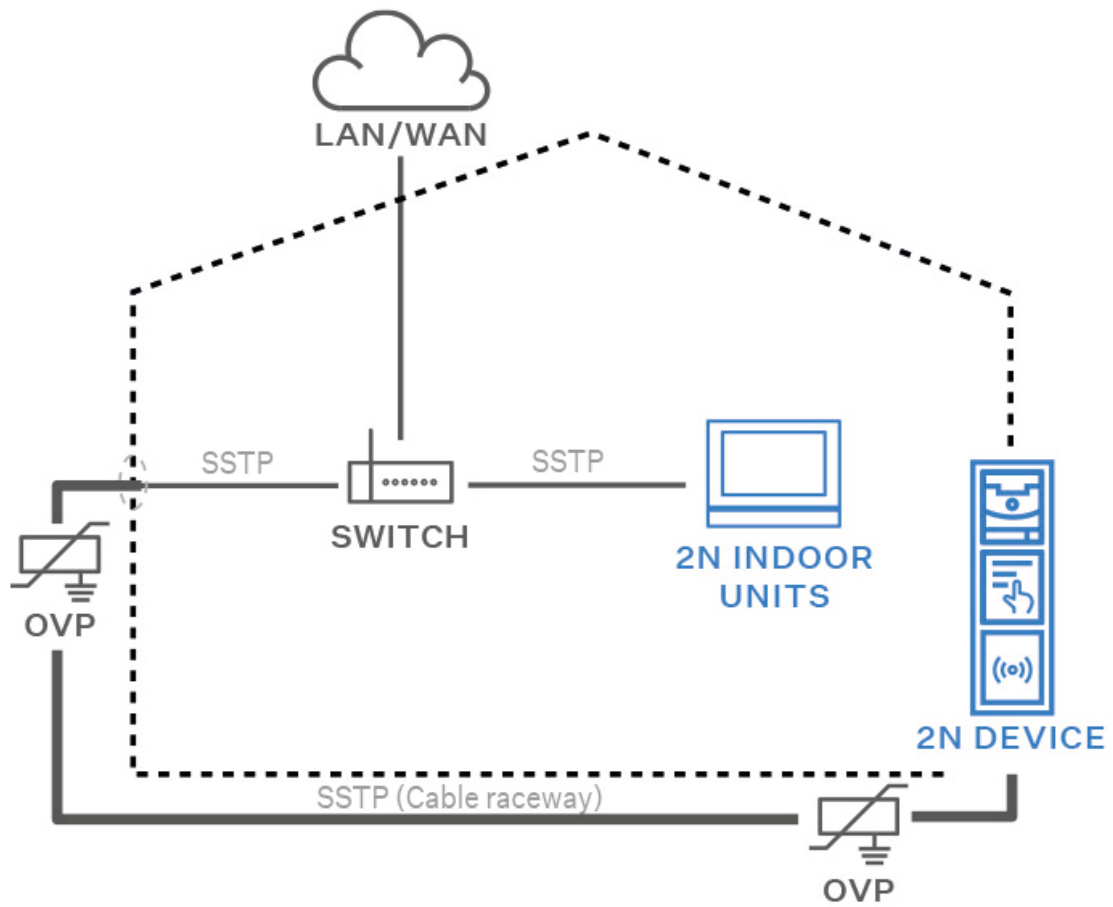 LAN/WAN
SSTP
SSTP
SWITCH
2N INDOOR
UNITS
OVP
2N DEVICE
SSTP (Cable raceway)
OVP